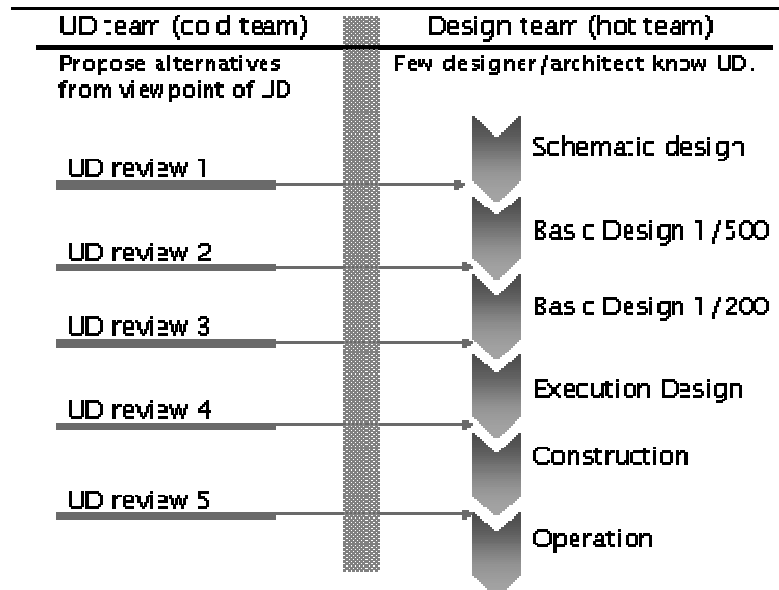 UD team (cold team)
Design team (hot team)
Propose alternatives
from viewpoint of UD
Few designer/architect know UD.
UD review 1
UD review 2
UD review 3
UD review 4
UD review 5
Schematic design
Basic Design 1/500
Basic Design 1/200
Execution Design
Construction
Operation